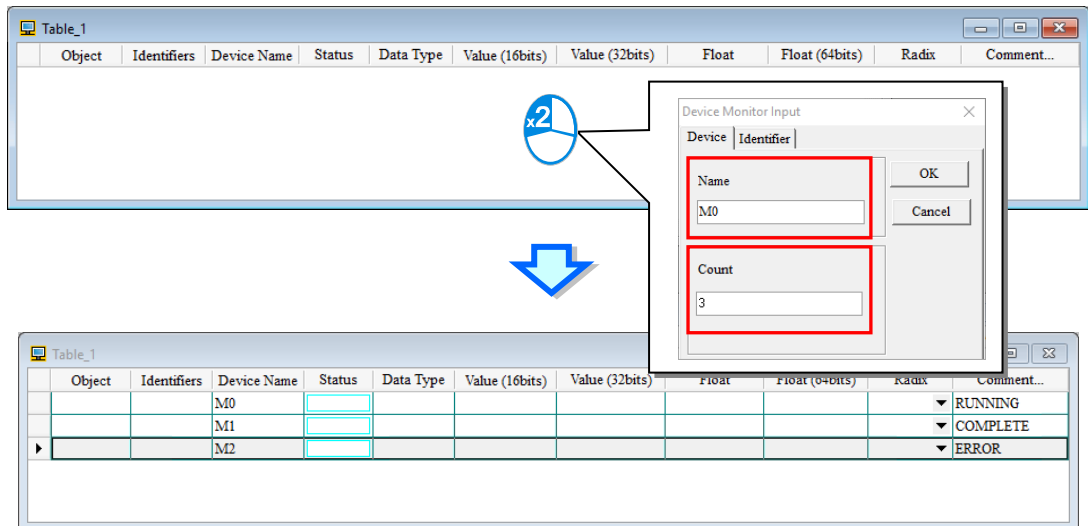 Table_1
Object Identifiers Device Name Status Data Type Value (16bits) Value (32bits) Float Float (64bits) Radix Comment...
x2
Device Monitor Input
Device Identifier
Name
OK
M0
Cancel
Count
3
Table_1
Object Identifiers Device Name Status Data Type Value (16bits) Value (32bits) Float Float (64bits) Radix Comment...
M0 RUNNING
M1 COMPLETE
M2 ERROR